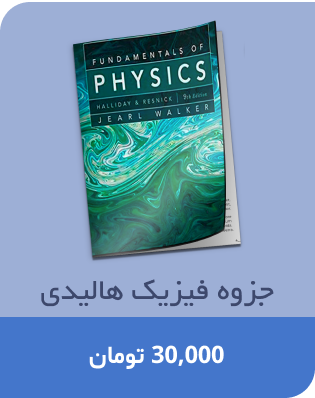 FUNDAMENTALS OF
PHYSICS
HALLIDAY & RESNICK | 9th Edition
JEARL WALKER
جزوه فیزیک هالیدی
30,000 تومان